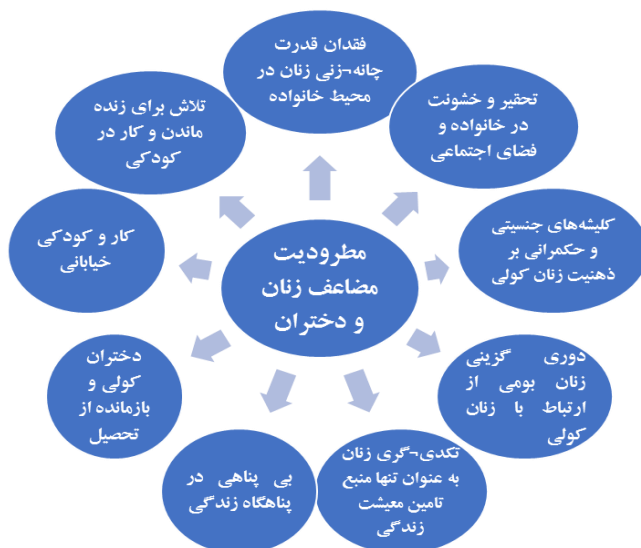 فقدان قدرت
چانه¬زنی زنان در
محیط خانواده
تحقیر و خشونت
در خانواده و
فضای اجتماعی
کلیشه‌های جنسیتی
و حکمرانی بر
ذهنیت زنان کولی
دوری گزینی
زنان بومی از
ارتباط با زنان
کولی
تکدی¬گری زنان
به عنوان تنها منبع
تامین معیشت
زندگی
بی پناهی در
پناهگاه زندگی
دختران
کولی و
بازمانده از
تحصیل
کار و کودکی
خیابانی
تلاش برای زنده
ماندن و کار در
کودکی
مطرودیت
مضاعف زنان
و دختران